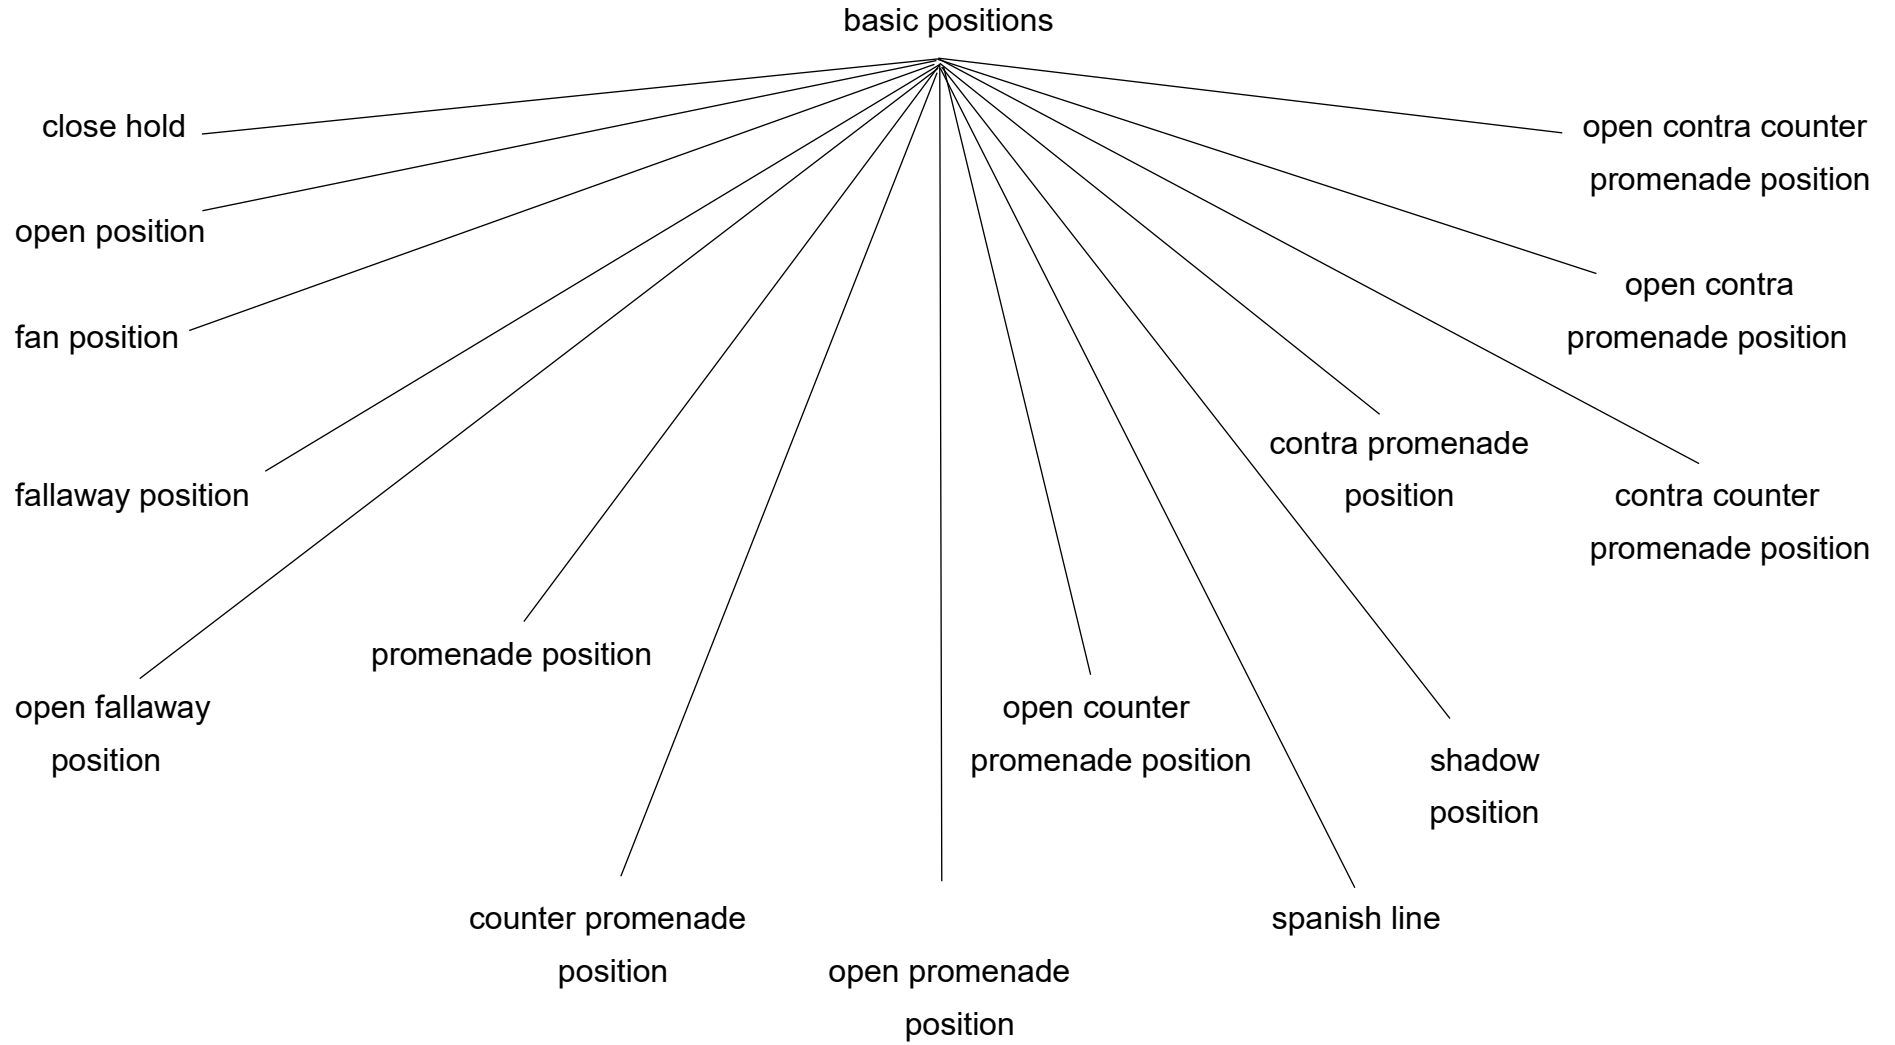 basic positions
close hold
open contra counter
promenade position
open position
open contra
promenade position
fan position
contra promenade
position
contra counter
promenade position
fallaway position
promenade position
open fallaway
position
open counter
promenade position
shadow
position
counter promenade
position
open promenade
position
spanish line